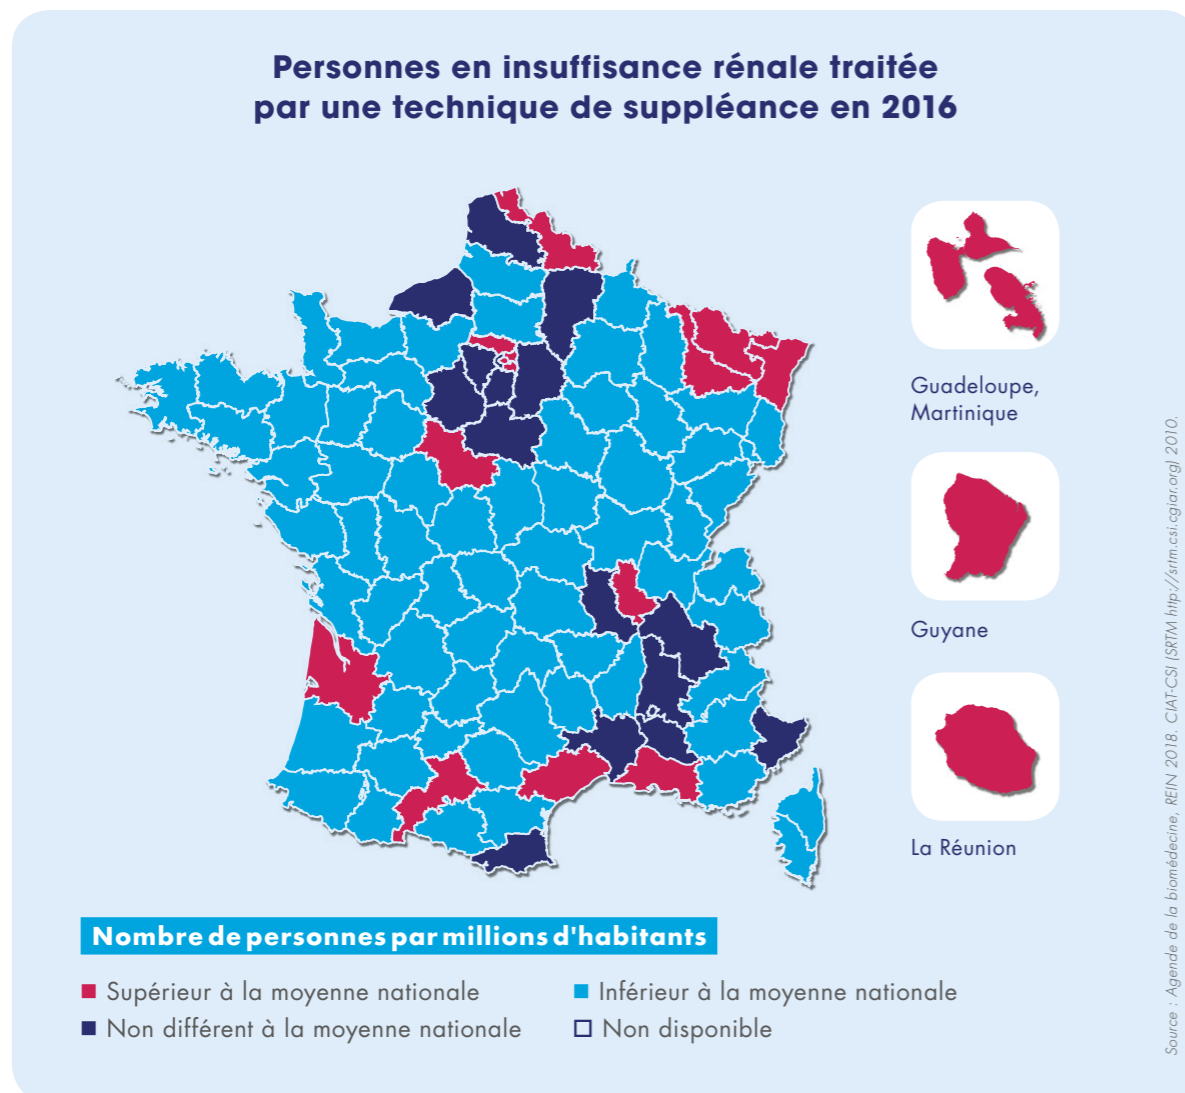 Personnes en insuffisance rénale traitée
par une technique de suppléance en 2016
Guadeloupe,
Martinique
Guyane
La Réunion
Nombre de personnes par millions d'habitants
Supérieur à la moyenne nationale
Inférieur à la moyenne nationale
Non différent à la moyenne nationale
Non disponible
Source : Agende de la biomédecine, REIN 2018. CIAT-CSI (SRTM http://srtm.csi.cgiar.org) 2010.